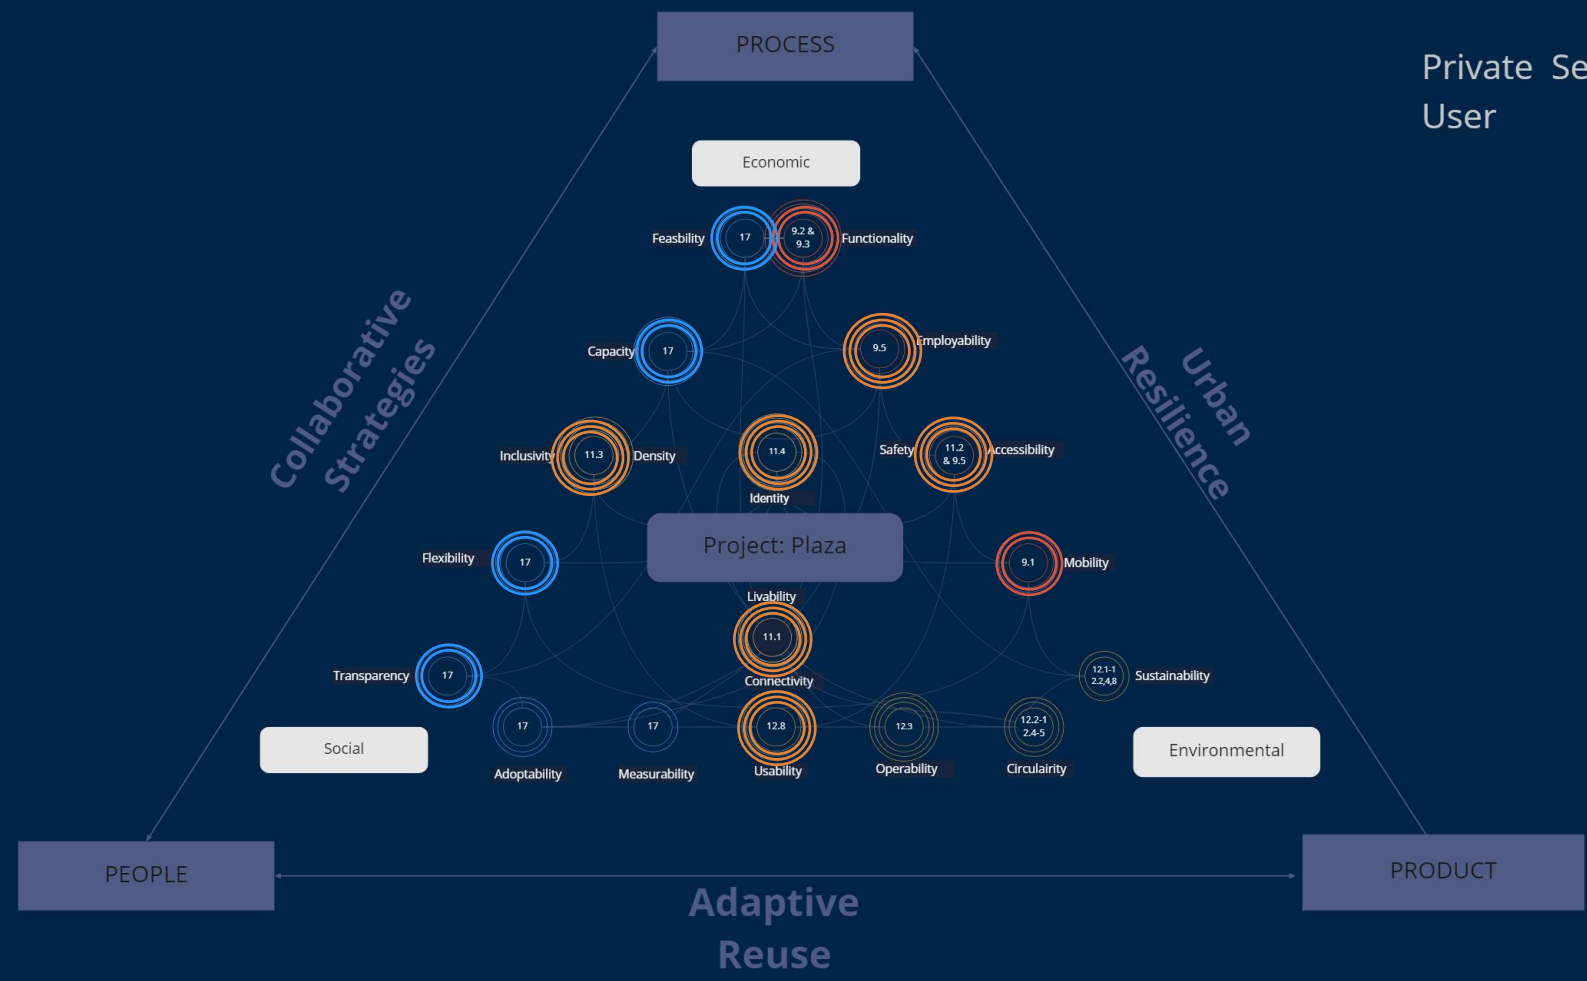 PROCESS
Private Se
User
Economic
Feasbility
17
9.2 &
9.3
Functionality
Capacity
17
9.5
Employability
Collaborative
Strategies
Urban
Resilience
Inclusivity
11.3
Density
11.4
Identity
Safety
11.2
& 9.5
Accessibility
Project: Plaza
Flexibility
17
9.1
Mobility
Livability
11.1
Connectivity
Transparency
17
12.1-1
2.2,4,8
Sustainability
17
Adoptability
17
Measurability
12.8
Usability
12.3
Operability
12.2-1
2.4-5
Circulairity
Social
Environmental
PEOPLE
PRODUCT
Adaptive
Reuse